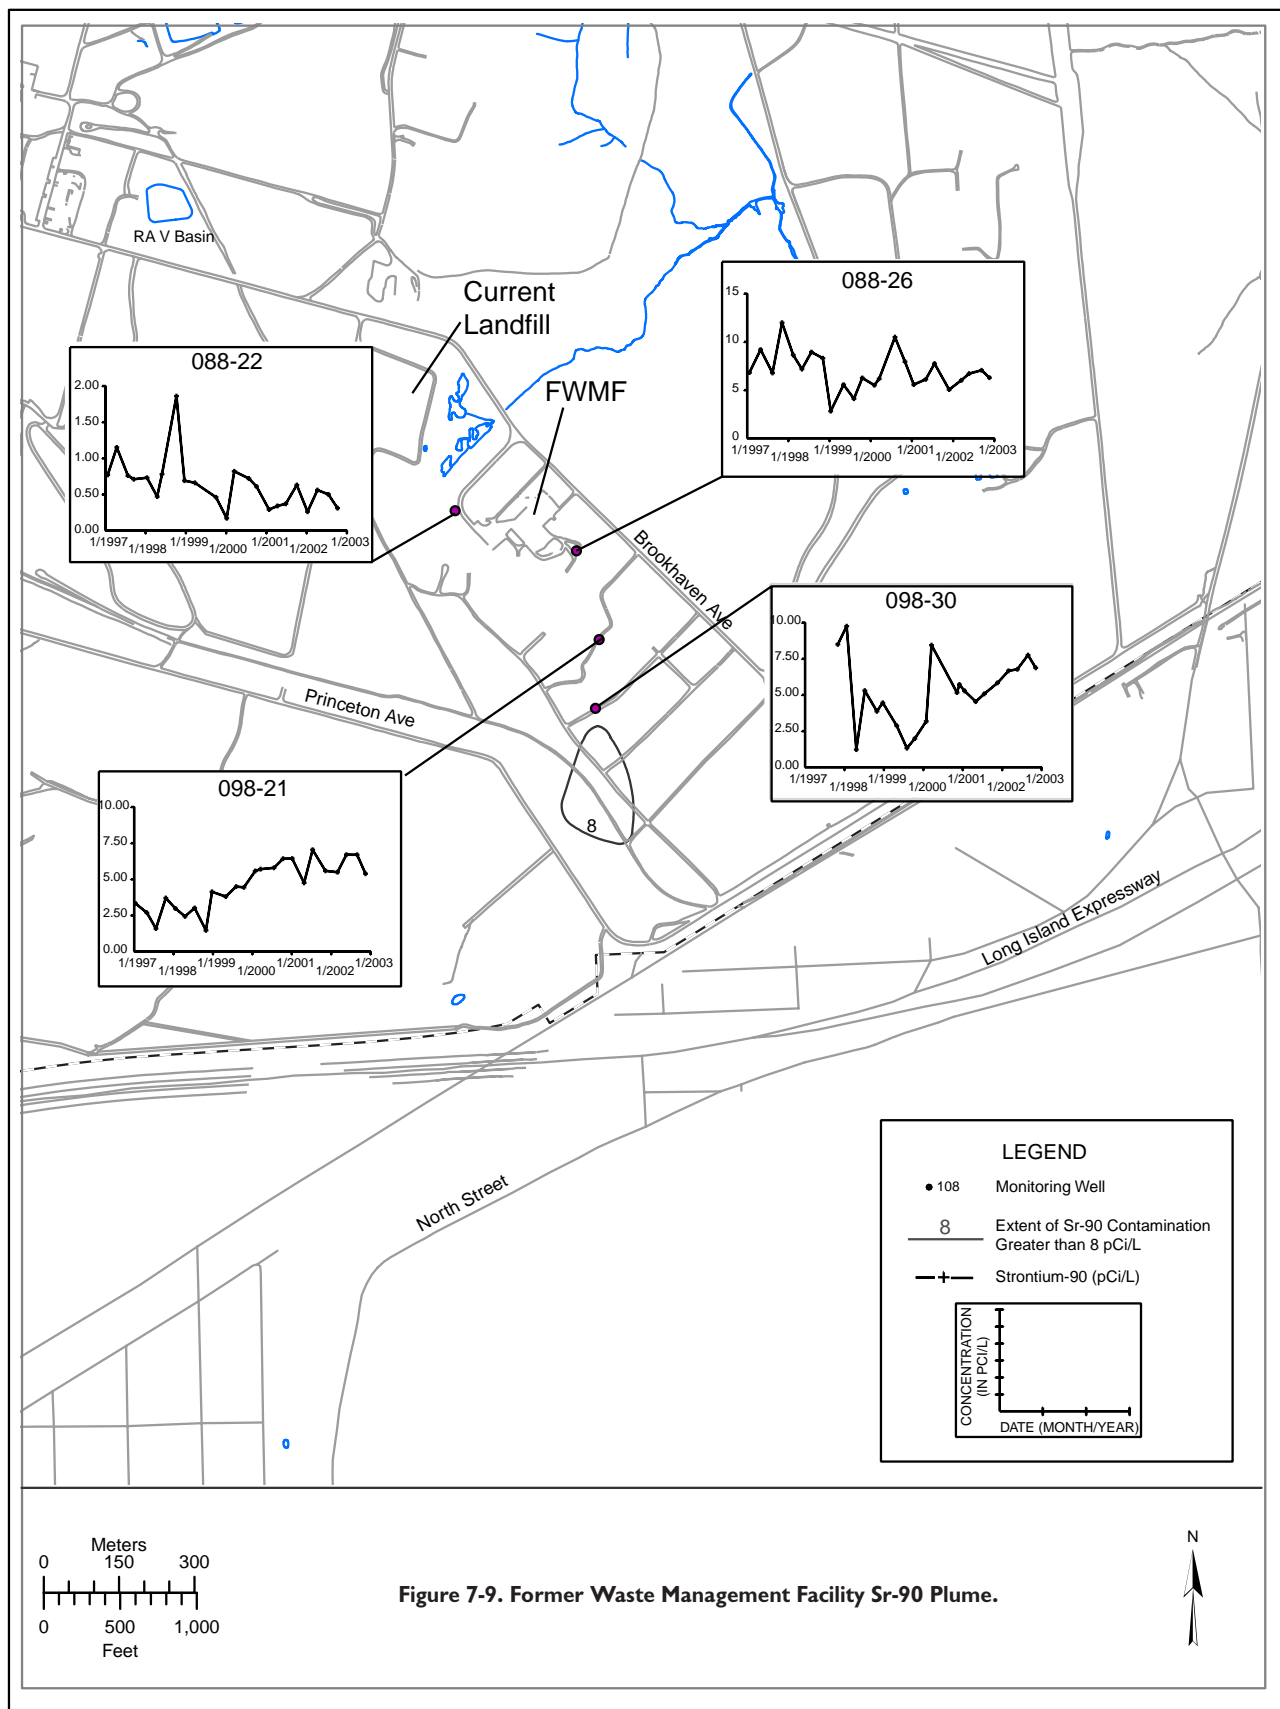 RA V Basin
Current
Landfill
FWMF
088-26
15
10
5
0
1/1997
1/1998
1/1999
1/2000
1/2001
1/2002
1/2003
088-22
2.00
1.50
1.00
0.50
0.00
1/1997
1/1998
1/1999
1/2000
1/2001
1/2002
1/2003
Brookhaven Ave
098-30
10.00
7.50
5.00
2.50
0.00
1/1997
1/1998
1/1999
1/2000
1/2001
1/2002
1/2003
Princeton Ave
098-21
10.00
7.50
5.00
2.50
0.00
1/1997
1/1998
1/1999
1/2000
1/2001
1/2002
1/2003
8
Long Island Expressway
North Street
LEGEND
108 Monitoring Well
8 Extent of Sr-90 Contamination
Greater than 8 pCi/L
Strontium-90 (pCi/L)
CONCENTRATION
(IN PCI/L)
DATE (MONTH/YEAR)
Meters
0 150 300
0 500 1,000
Feet
Figure 7-9. Former Waste Management Facility Sr-90 Plume.
N